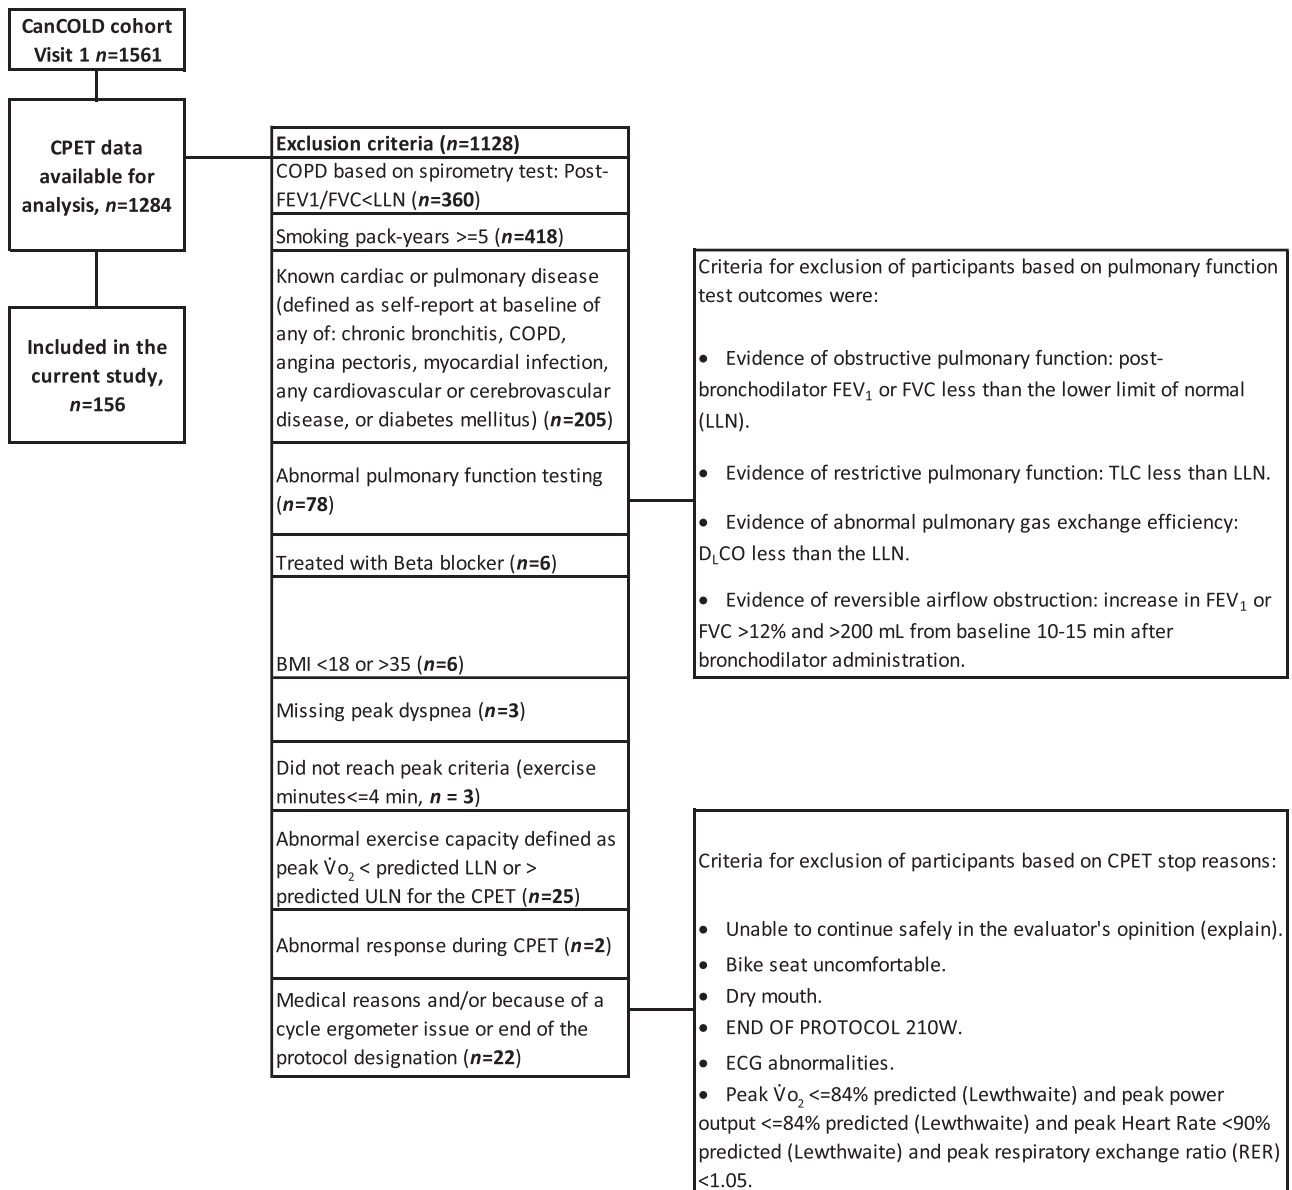 CanCOLD cohort
Visit 1 n=1561
CPET data
available for
analysis, n=1284
Included in the
current study,
n=156
Exclusion criteria (n=1128)
COPD based on spirometry test: Post-
FEV1/FVC<LLN (n=360)
Smoking pack-years >=5 (n=418)
Known cardiac or pulmonary disease
(defined as self-report at baseline of
any of: chronic bronchitis, COPD,
angina pectoris, myocardial infection,
any cardiovascular or cerebrovascular
disease, or diabetes mellitus) (n=205)
Abnormal pulmonary function testing
(n=78)
Treated with Beta blocker (n=6)
BMI <18 or >35 (n=6)
Missing peak dyspnea (n=3)
Did not reach peak criteria (exercise
minutes<=4 min, n = 3)
Abnormal exercise capacity defined as
peak V̇o₂ < predicted LLN or >
predicted ULN for the CPET (n=25)
Abnormal response during CPET (n=2)
Medical reasons and/or because of a
cycle ergometer issue or end of the
protocol designation (n=22)
Criteria for exclusion of participants based on pulmonary function
test outcomes were:
• Evidence of obstructive pulmonary function: post-
bronchodilator FEV₁ or FVC less than the lower limit of normal
(LLN).
• Evidence of restrictive pulmonary function: TLC less than LLN.
• Evidence of abnormal pulmonary gas exchange efficiency:
DLCO less than the LLN.
• Evidence of reversible airflow obstruction: increase in FEV₁ or
FVC >12% and >200 mL from baseline 10-15 min after
bronchodilator administration.
Criteria for exclusion of participants based on CPET stop reasons:
• Unable to continue safely in the evaluator's opinition (explain).
• Bike seat uncomfortable.
• Dry mouth.
• END OF PROTOCOL 210W.
• ECG abnormalities.
• Peak V̇o₂ <=84% predicted (Lewthwaite) and peak power
output <=84% predicted (Lewthwaite) and peak Heart Rate <90%
predicted (Lewthwaite) and peak respiratory exchange ratio (RER)
<1.05.